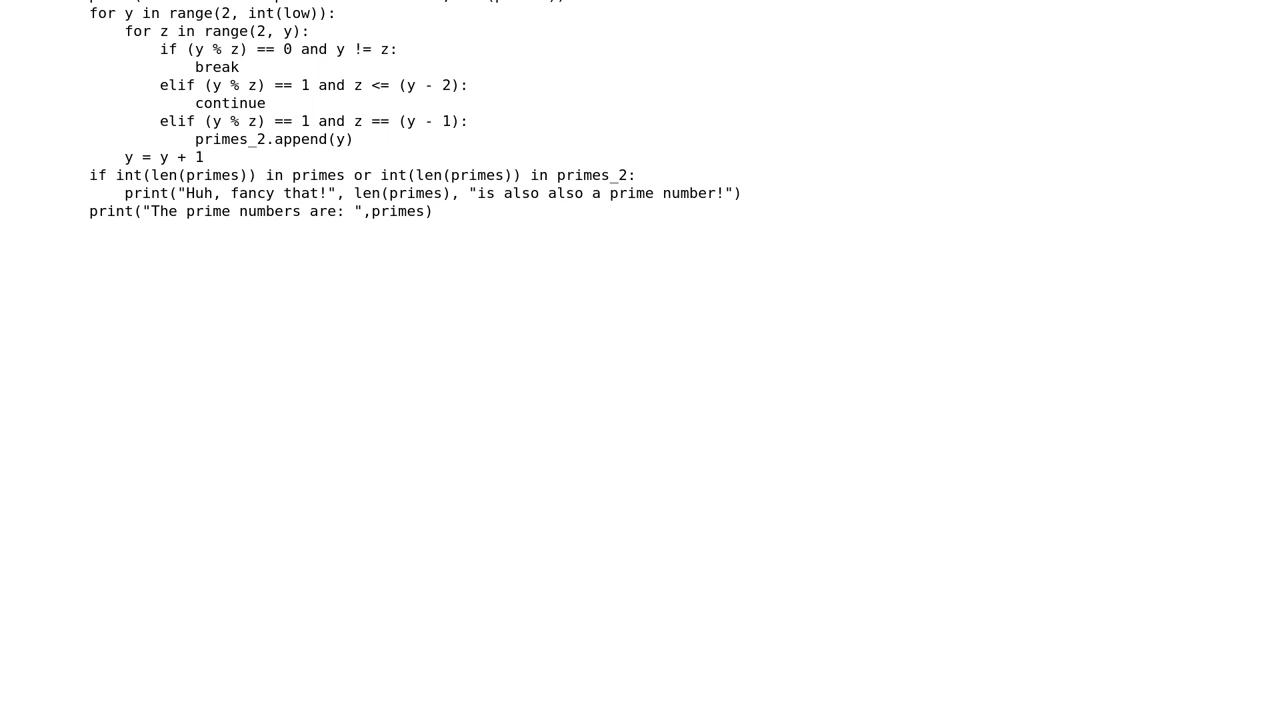 for y in range(2, int(low)):
    for z in range(2, y):
        if (y % z) == 0 and y != z:
            break
        elif (y % z) == 1 and z <= (y - 2):
            continue
        elif (y % z) == 1 and z == (y - 1):
            primes_2.append(y)
    y = y + 1
if int(len(primes)) in primes or int(len(primes)) in primes_2:
    print("Huh, fancy that!", len(primes), "is also also a prime number!")
print("The prime numbers are: ",primes)